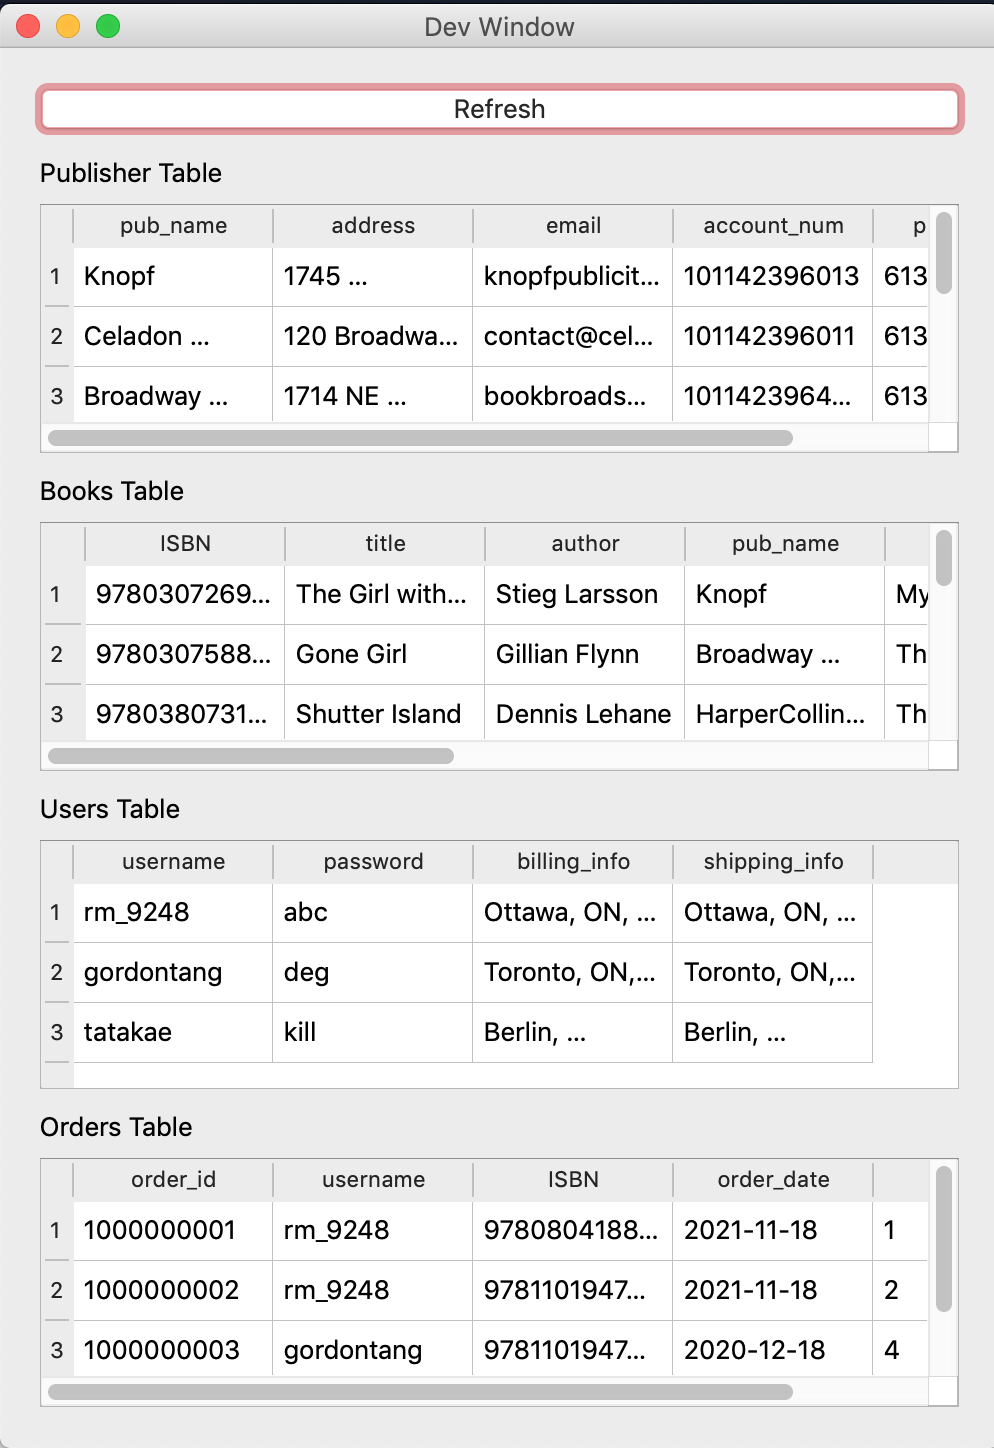 Dev Window
Refresh
Publisher Table
pub_name address email account_num p
1 Knopf 1745 ... knopfpublicit... 101142396013 613
2 Celadon ... 120 Broadwa... contact@cel... 101142396011 613
3 Broadway ... 1714 NE ... bookbroads... 1011423964... 613
Books Table
ISBN title author pub_name
1 9780307269... The Girl with... Stieg Larsson Knopf My
2 9780307588... Gone Girl Gillian Flynn Broadway ... Th
3 9780380731... Shutter Island Dennis Lehane HarperCollin... Th
Users Table
username password billing_info shipping_info
1 rm_9248 abc Ottawa, ON, ... Ottawa, ON, ...
2 gordontang deg Toronto, ON,... Toronto, ON,...
3 tatakae kill Berlin, ... Berlin, ...
Orders Table
order_id username ISBN order_date
1 1000000001 rm_9248 9780804188... 2021-11-18 1
2 1000000002 rm_9248 9781101947... 2021-11-18 2
3 1000000003 gordontang 9781101947... 2020-12-18 4